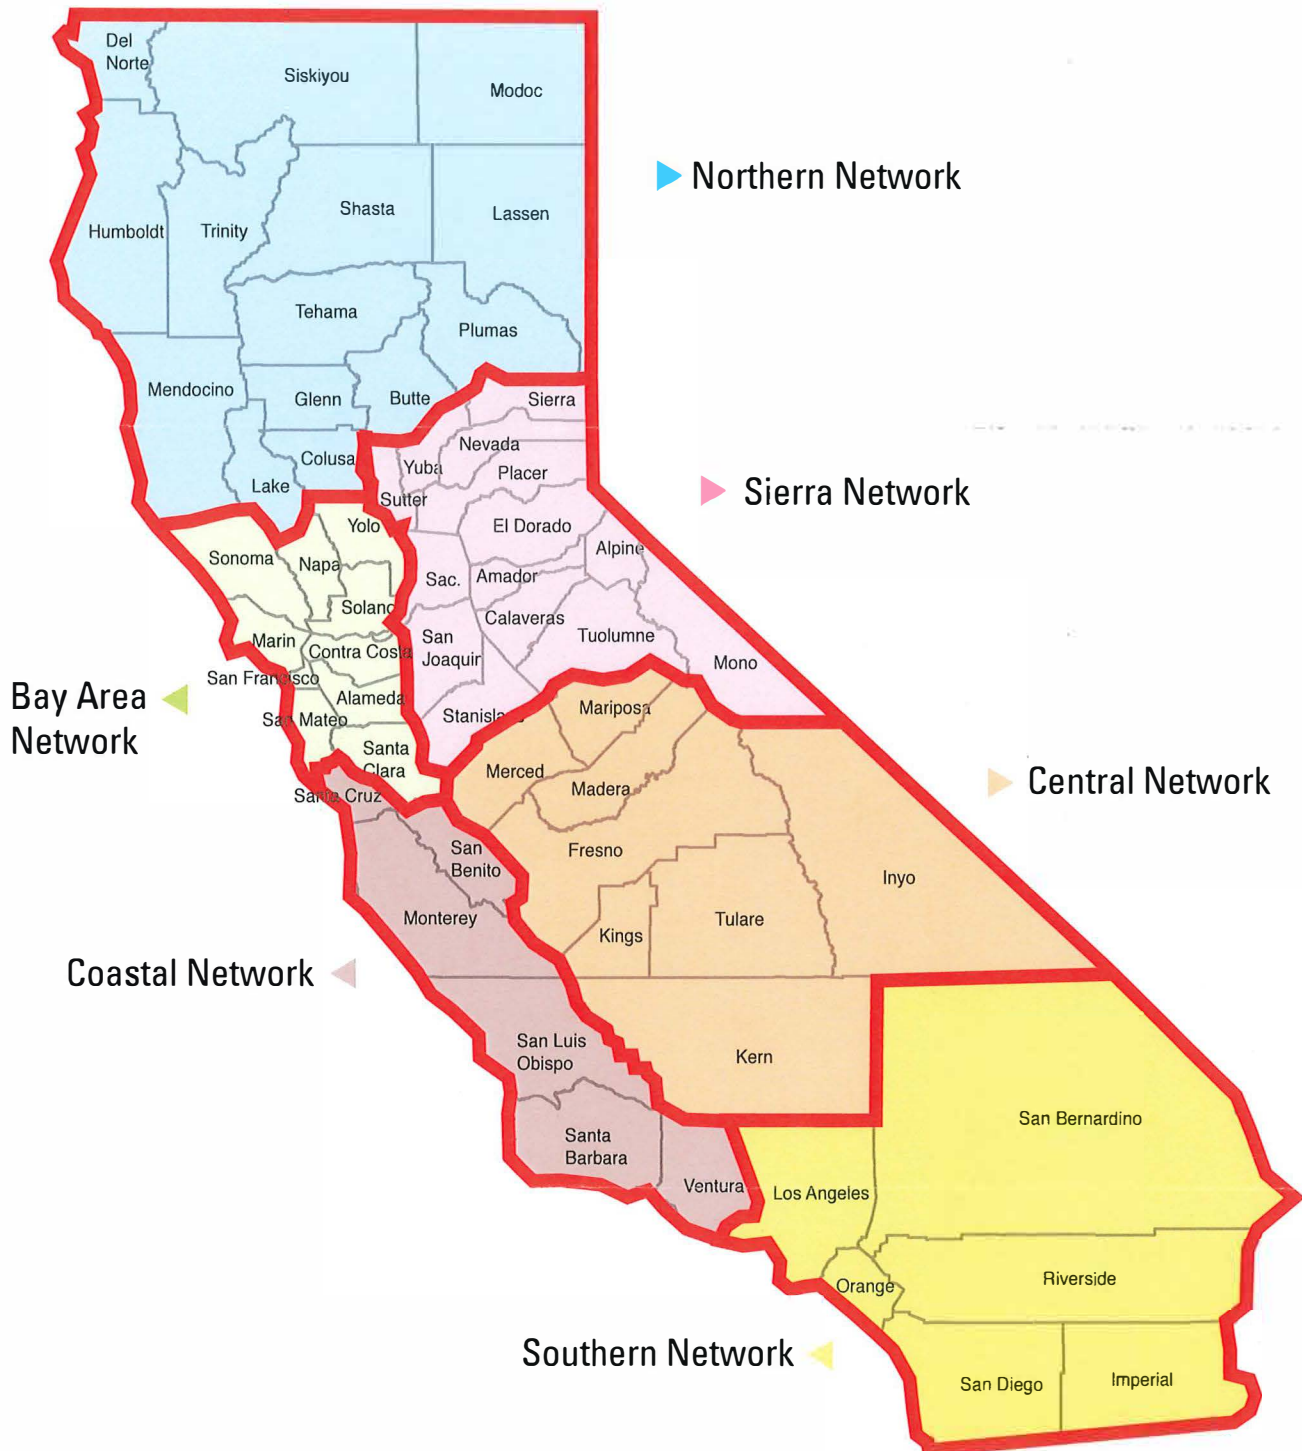 Del
Norte
Siskiyou
Modoc
Northern Network
Shasta
Lassen
Humboldt
Trinity
Tehama
Plumas
Mendocino
Glenn
Butte
Sierra
Nevada
Colusa
Yuba
Placer
Lake
Sutter
Sierra Network
Yolo
El Dorado
Alpine
Sonoma
Napa
Sac.
Amador
Solano
Calaveras
Marin
San
Joaquin
Tuolumne
Contra Costa
Mono
San Francisco
Bay Area
Network
Alameda
Mariposa
San Mateo
Stanislaus
Santa
Clara
Merced
Central Network
Madera
Santa Cruz
San
Benito
Fresno
Inyo
Monterey
Kings
Tulare
Coastal Network
San Luis
Obispo
Kern
San Bernardino
Santa
Barbara
Ventura
Los Angeles
Orange
Riverside
Southern Network
San Diego
Imperial